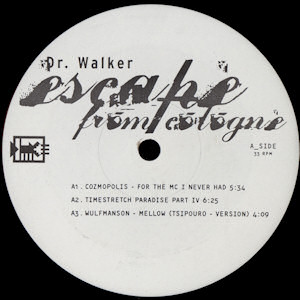 Dr. Walker
escape
from cologne
A_SIDE
33 RPM
A1. COZMOPOLIS - FOR THE MC I NEVER HAD 5:34
A2. TIMESTRETCH PARADISE PART IV 6:25
A3. WULFMANSON - MELLOW (TSIPOURO - VERSION) 4:09